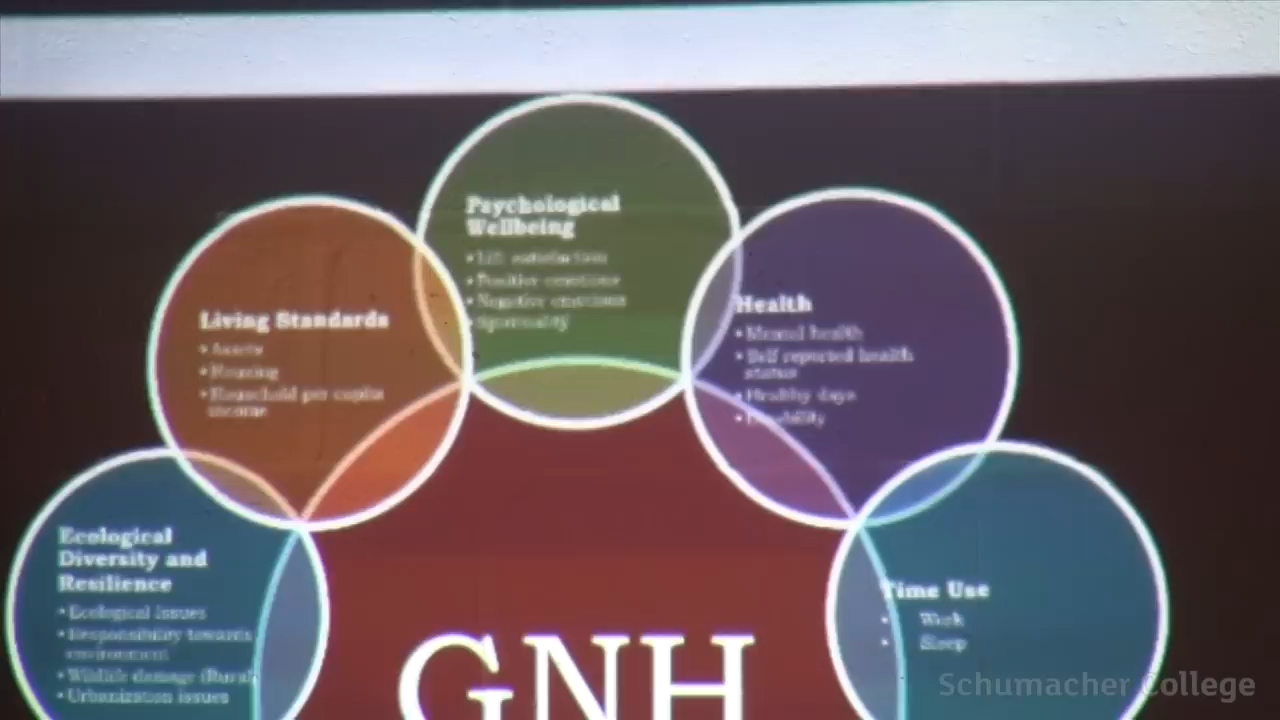 Psychological
Wellbeing
• Life satisfaction
• Positive emotions
• Negative emotions
• Spirituality
Living Standards
• Assets
• Housing
• Household per capita
income
Health
• Mental health
• Self reported health
status
• Healthy days
• Disability
Ecological
Diversity and
Resilience
• Ecological Issues
• Responsibility towards
environment
• Wildlife damage (Rural)
• Urbanization issues
Time Use
• Work
• Sleep
GNH
Schumacher College